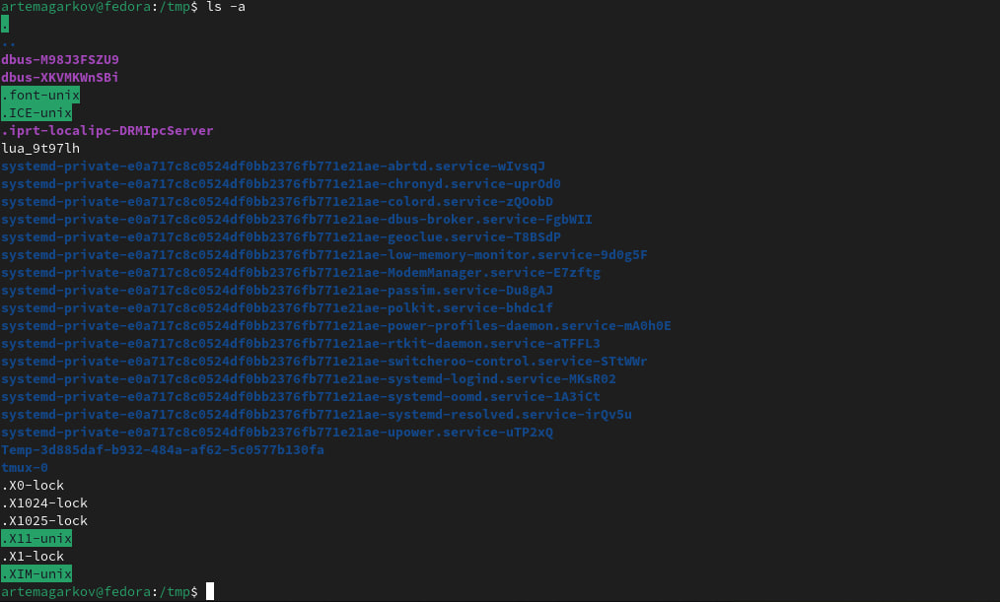 artemagarkov@fedora:/tmp$ ls -a
.
..
dbus-M98J3FSZU9
dbus-XKVMKWnSBi
.font-unix
.ICE-unix
.iprt-localipc-DRMIpcServer
lua_9t97lh
systemd-private-e0a717c8c0524df0bb2376fb771e21ae-abrtd.service-wIvsqJ
systemd-private-e0a717c8c0524df0bb2376fb771e21ae-chronyd.service-uprOd0
systemd-private-e0a717c8c0524df0bb2376fb771e21ae-colord.service-zQOobD
systemd-private-e0a717c8c0524df0bb2376fb771e21ae-dbus-broker.service-FgbWII
systemd-private-e0a717c8c0524df0bb2376fb771e21ae-geoclue.service-T8BSdP
systemd-private-e0a717c8c0524df0bb2376fb771e21ae-low-memory-monitor.service-9d0g5F
systemd-private-e0a717c8c0524df0bb2376fb771e21ae-ModemManager.service-E7zftg
systemd-private-e0a717c8c0524df0bb2376fb771e21ae-passim.service-Du8gAJ
systemd-private-e0a717c8c0524df0bb2376fb771e21ae-polkit.service-bhdc1f
systemd-private-e0a717c8c0524df0bb2376fb771e21ae-power-profiles-daemon.service-mA0h0E
systemd-private-e0a717c8c0524df0bb2376fb771e21ae-rtkit-daemon.service-aTFFL3
systemd-private-e0a717c8c0524df0bb2376fb771e21ae-switcheroo-control.service-STtWWr
systemd-private-e0a717c8c0524df0bb2376fb771e21ae-systemd-logind.service-MKsR02
systemd-private-e0a717c8c0524df0bb2376fb771e21ae-systemd-oomd.service-1A3iCt
systemd-private-e0a717c8c0524df0bb2376fb771e21ae-systemd-resolved.service-irQv5u
systemd-private-e0a717c8c0524df0bb2376fb771e21ae-upower.service-uTP2xQ
Temp-3d885daf-b932-484a-af62-5c0577b130fa
tmux-0
.X0-lock
.X1024-lock
.X1025-lock
.X11-unix
.X1-lock
.XIM-unix
artemagarkov@fedora:/tmp$